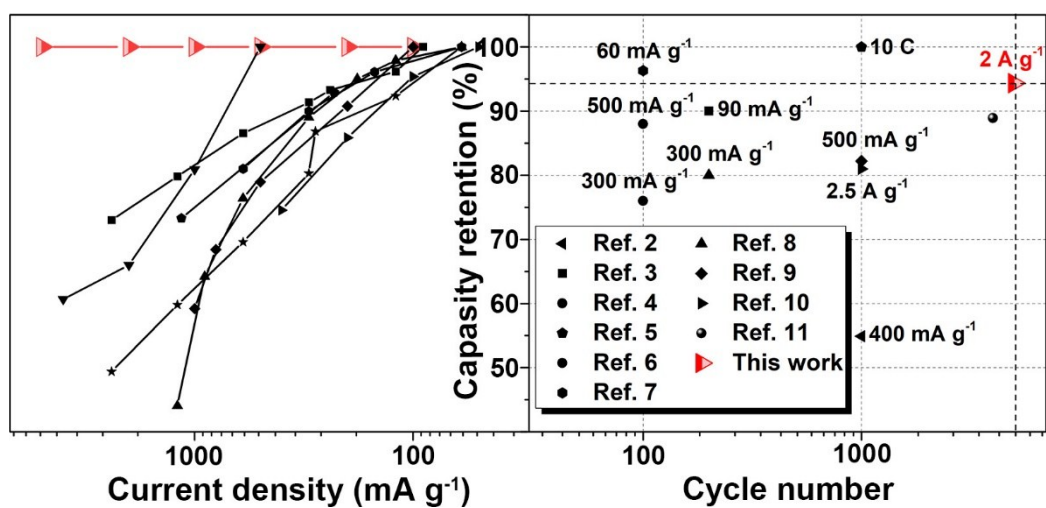 Capasity retention (%)
100
90
80
70
60
50
1000
100
Current density (mA g⁻¹)
60 mA g⁻¹
10 C
2 A g⁻¹
500 mA g⁻¹
90 mA g⁻¹
300 mA g⁻¹
500 mA g⁻¹
300 mA g⁻¹
2.5 A g⁻¹
400 mA g⁻¹
Ref. 2
Ref. 3
Ref. 4
Ref. 5
Ref. 6
Ref. 7
Ref. 8
Ref. 9
Ref. 10
Ref. 11
This work
100
1000
Cycle number